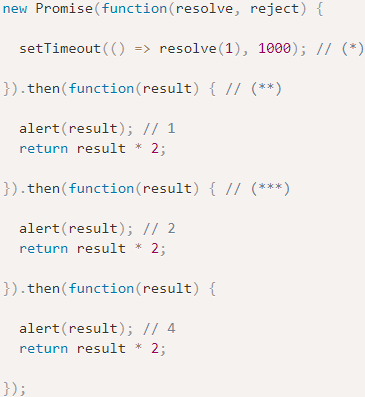 new Promise(function(resolve, reject) {
setTimeout(() => resolve(1), 1000); // (*)
}).then(function(result) { // (**)
alert(result); // 1
return result * 2;
}).then(function(result) { // (***)
alert(result); // 2
return result * 2;
}).then(function(result) {
alert(result); // 4
return result * 2;
});